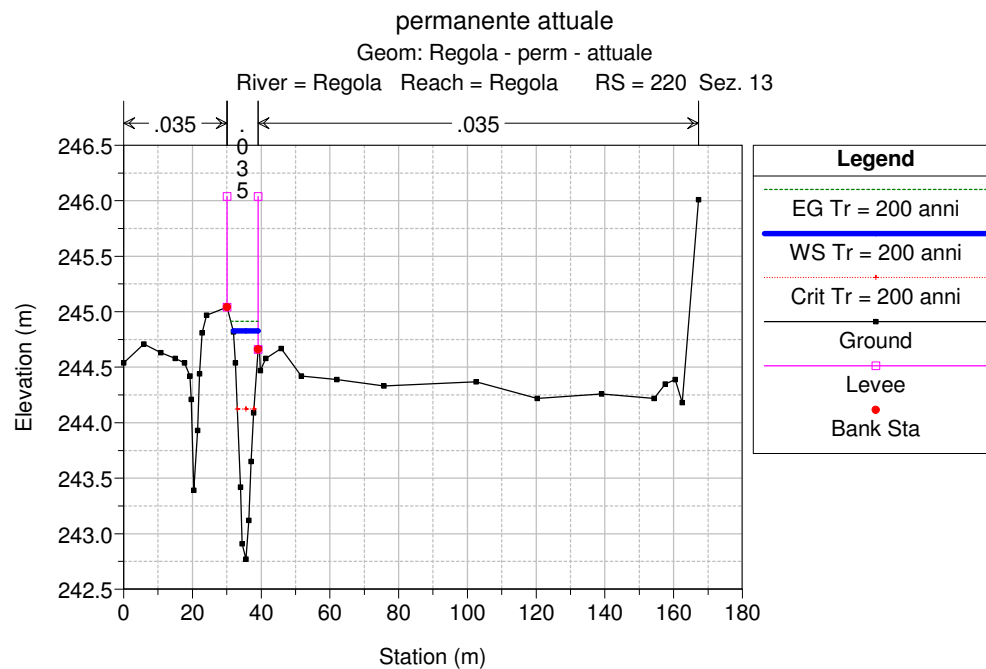 permanente attuale
Geom: Regola - perm - attuale
River = Regola Reach = Regola RS = 220 Sez. 13
.035
.035
.035
246.5
246.0
245.5
245.0
244.5
244.0
243.5
243.0
242.5
Elevation (m)
0 20 40 60 80 100 120 140 160 180
Station (m)
Legend
EG Tr = 200 anni
WS Tr = 200 anni
Crit Tr = 200 anni
Ground
Levee
Bank Sta